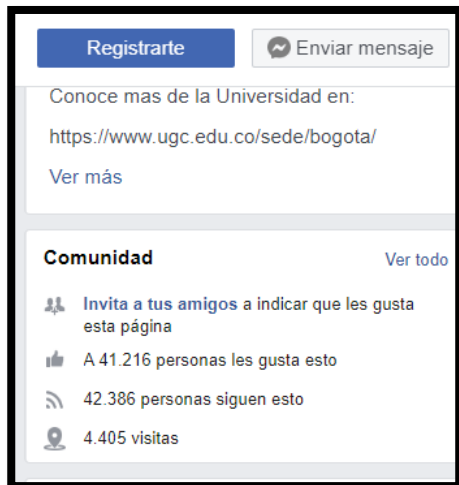 Registrarte
Enviar mensaje
Conoce mas de la Universidad en:
https://www.ugc.edu.co/sede/bogota/
Ver más
Comunidad
Ver todo
Invita a tus amigos a indicar que les gusta
esta página
A 41.216 personas les gusta esto
42.386 personas siguen esto
4.405 visitas